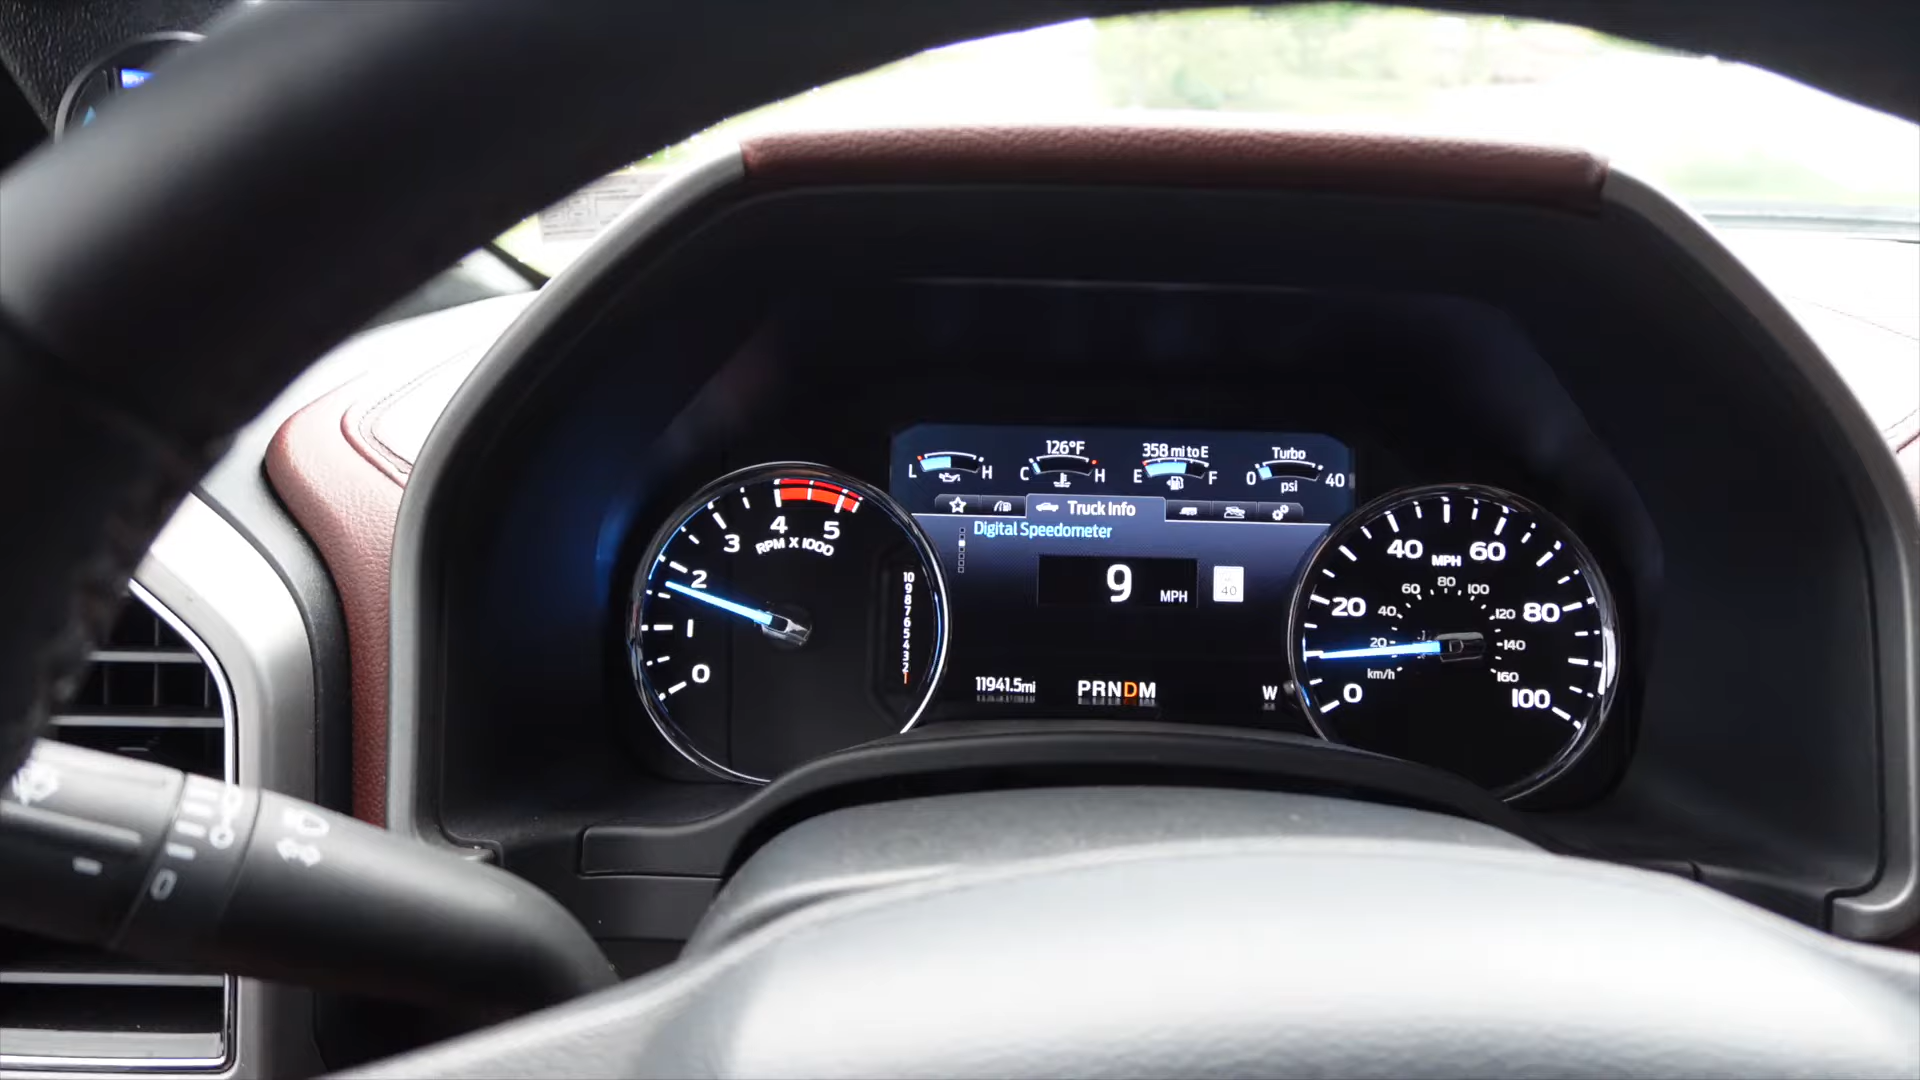 126°F
358 mi to E
Turbo
L H
C H
E F
0 40
psi
Truck Info
Digital Speedometer
9 MPH
40
11941.5mi
PRNDM
W
0
1
2
3
4
5
RPM X 1000
10
9
8
7
6
5
4
3
2
1
0
20
40
60
80
100
MPH
20
40
60
80
100
120
140
160
km/h
O